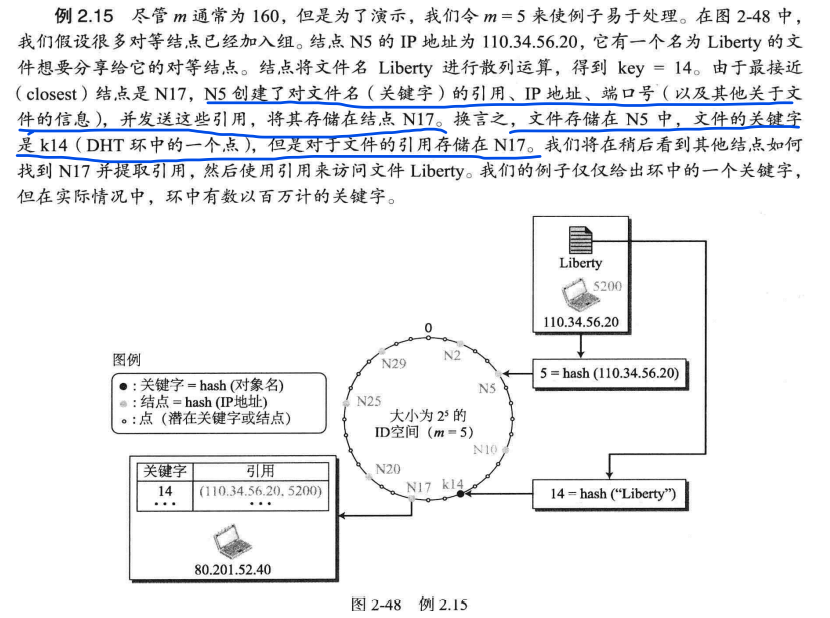 例 2.15 尽管 m 通常为 160，但是为了演示，我们令 m = 5 来使例子易于处理。在图 2-48 中，
我们假设很多对等结点已经加入组。结点 N5 的 IP 地址为 110.34.56.20，它有一个名为 Liberty 的文
件想要分享给它的对等结点。结点将文件名 Liberty 进行散列运算，得到 key = 14。由于最接近
（closest）结点是 N17，N5 创建了对文件名（关键字）的引用、IP 地址、端口号（以及其他关于文
件的信息），并发送这些引用，将其存储在结点 N17。换言之，文件存储在 N5 中，文件的关键字
是 k14（DHT 环中的一个点），但是对于文件的引用存储在 N17。我们将在稍后看到其他结点如何
找到 N17 并提取引用，然后使用引用来访问文件 Liberty。我们的例子仅仅给出环中的一个关键字，
但在实际情况中，环中有数以百万计的关键字。
Liberty
5200
110.34.56.20
5 = hash (110.34.56.20)
14 = hash (“Liberty”)
图例
：关键字 = hash (对象名)
：结点 = hash (IP地址)
：点（潜在关键字或结点）
0
N2
N5
N10
k14
N17
N20
N25
N29
大小为 2⁵ 的
ID空间（m = 5）
关键字 引用
14 (110.34.56.20, 5200)
… …
80.201.52.40
图 2-48 例 2.15